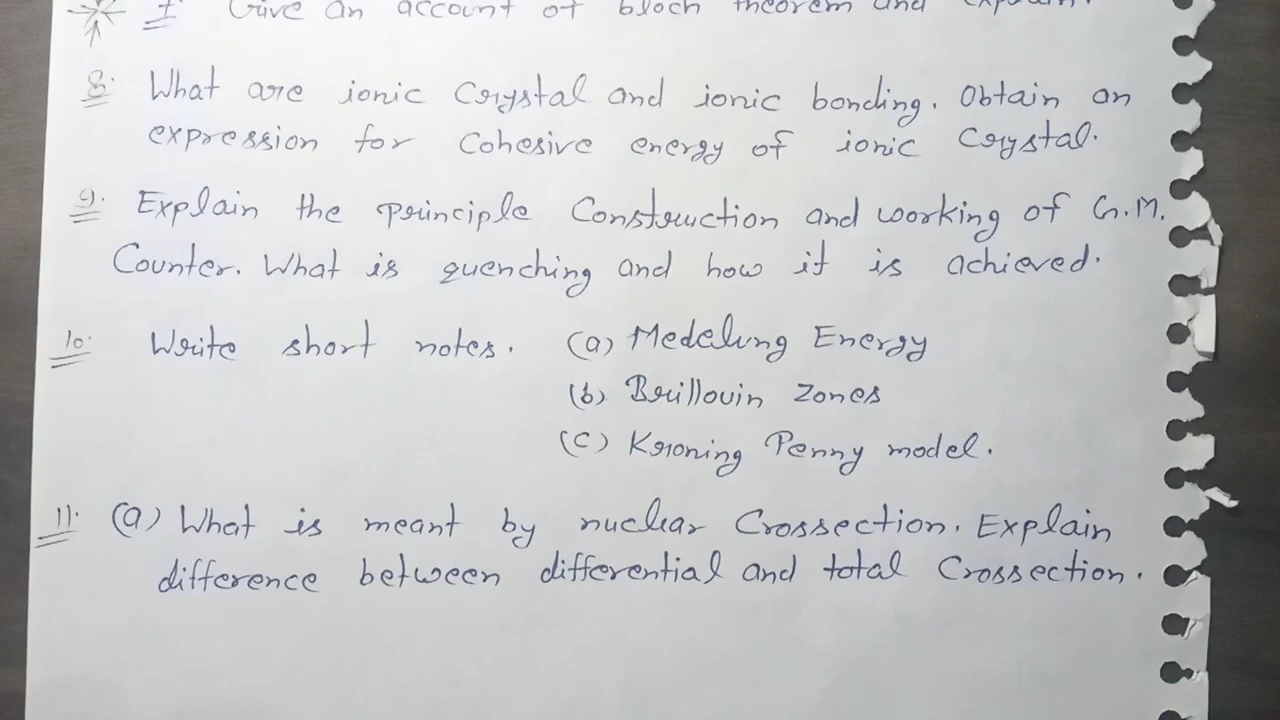 7. Give an account of bloch theorem and explain.
8. What are ionic Crystal and ionic bonding. Obtain an
expression for Cohesive energy of ionic Crystal.
9. Explain the principle Construction and working of G.M.
Counter. What is quenching and how it is achieved.
10. Write short notes. (a) Medelung Energy
(b) Brillouin Zones
(C) Kroning Penny model.
11. (a) What is meant by nuclear Crossection. Explain
difference between differential and total Crossection.